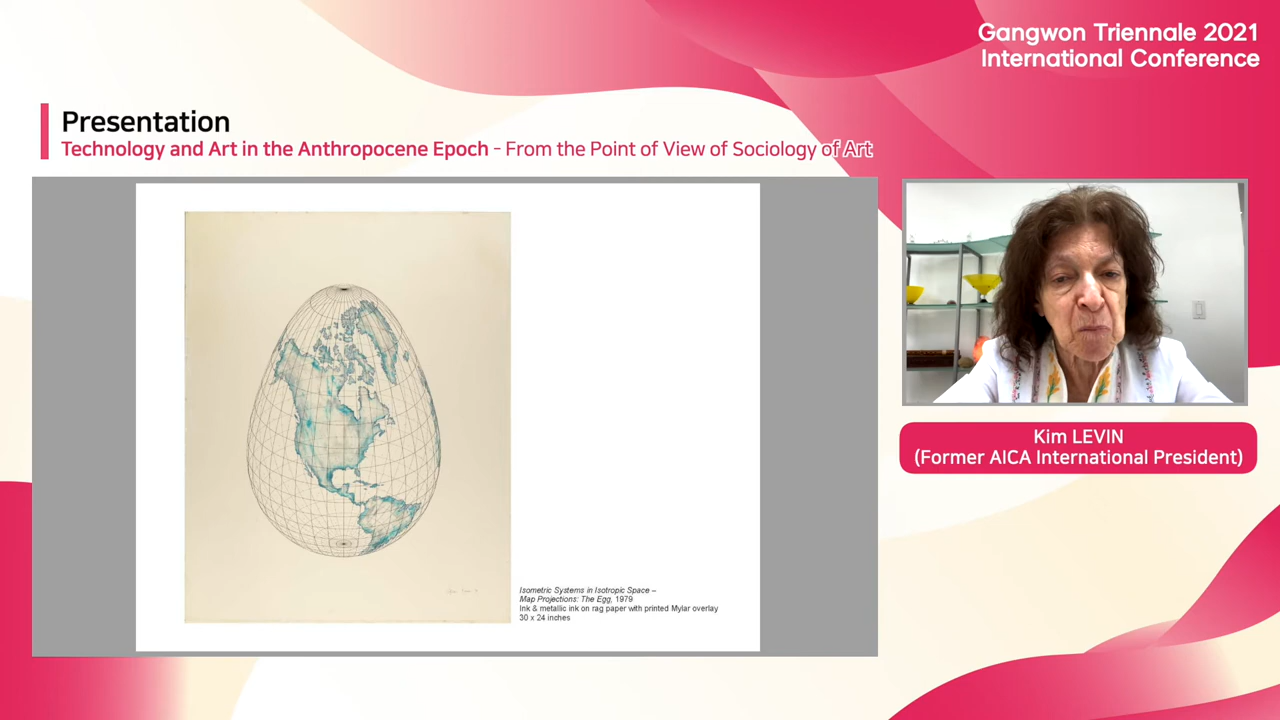 Gangwon Triennale 2021
International Conference
Presentation
Technology and Art in the Anthropocene Epoch - From the Point of View of Sociology of Art
Isometric Systems in Isotropic Space –
Map Projections: The Egg, 1979
Ink & metallic ink on rag paper with printed Mylar overlay
30 x 24 inches
Kim LEVIN
(Former AICA International President)